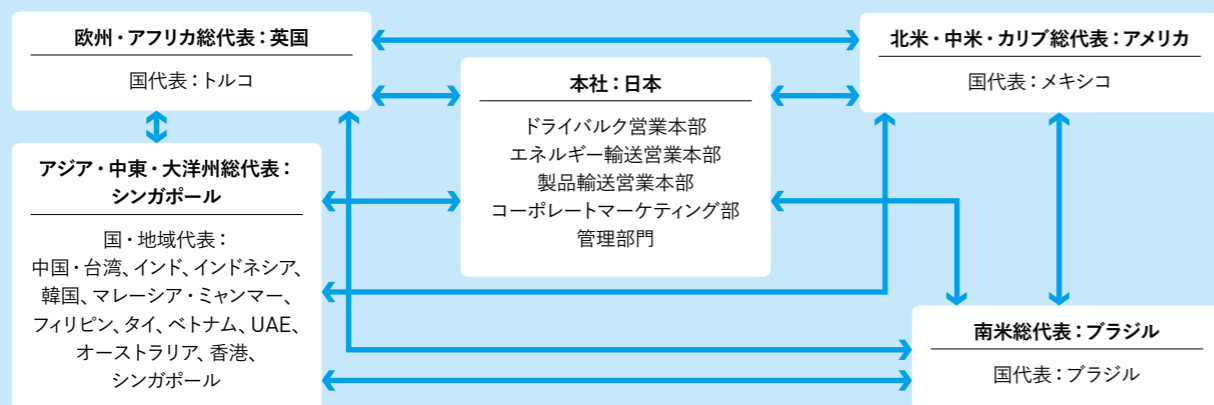 欧州・アフリカ総代表：英国
国代表：トルコ
北米・中米・カリブ総代表：アメリカ
国代表：メキシコ
本社：日本
ドライバルク営業本部
エネルギー輸送営業本部
製品輸送営業本部
コーポレートマーケティング部
管理部門
アジア・中東・大洋州総代表：
シンガポール
国・地域代表：
中国・台湾、インド、インドネシア、
韓国、マレーシア・ミャンマー、
フィリピン、タイ、ベトナム、UAE、
オーストラリア、香港、
シンガポール
南米総代表：ブラジル
国代表：ブラジル